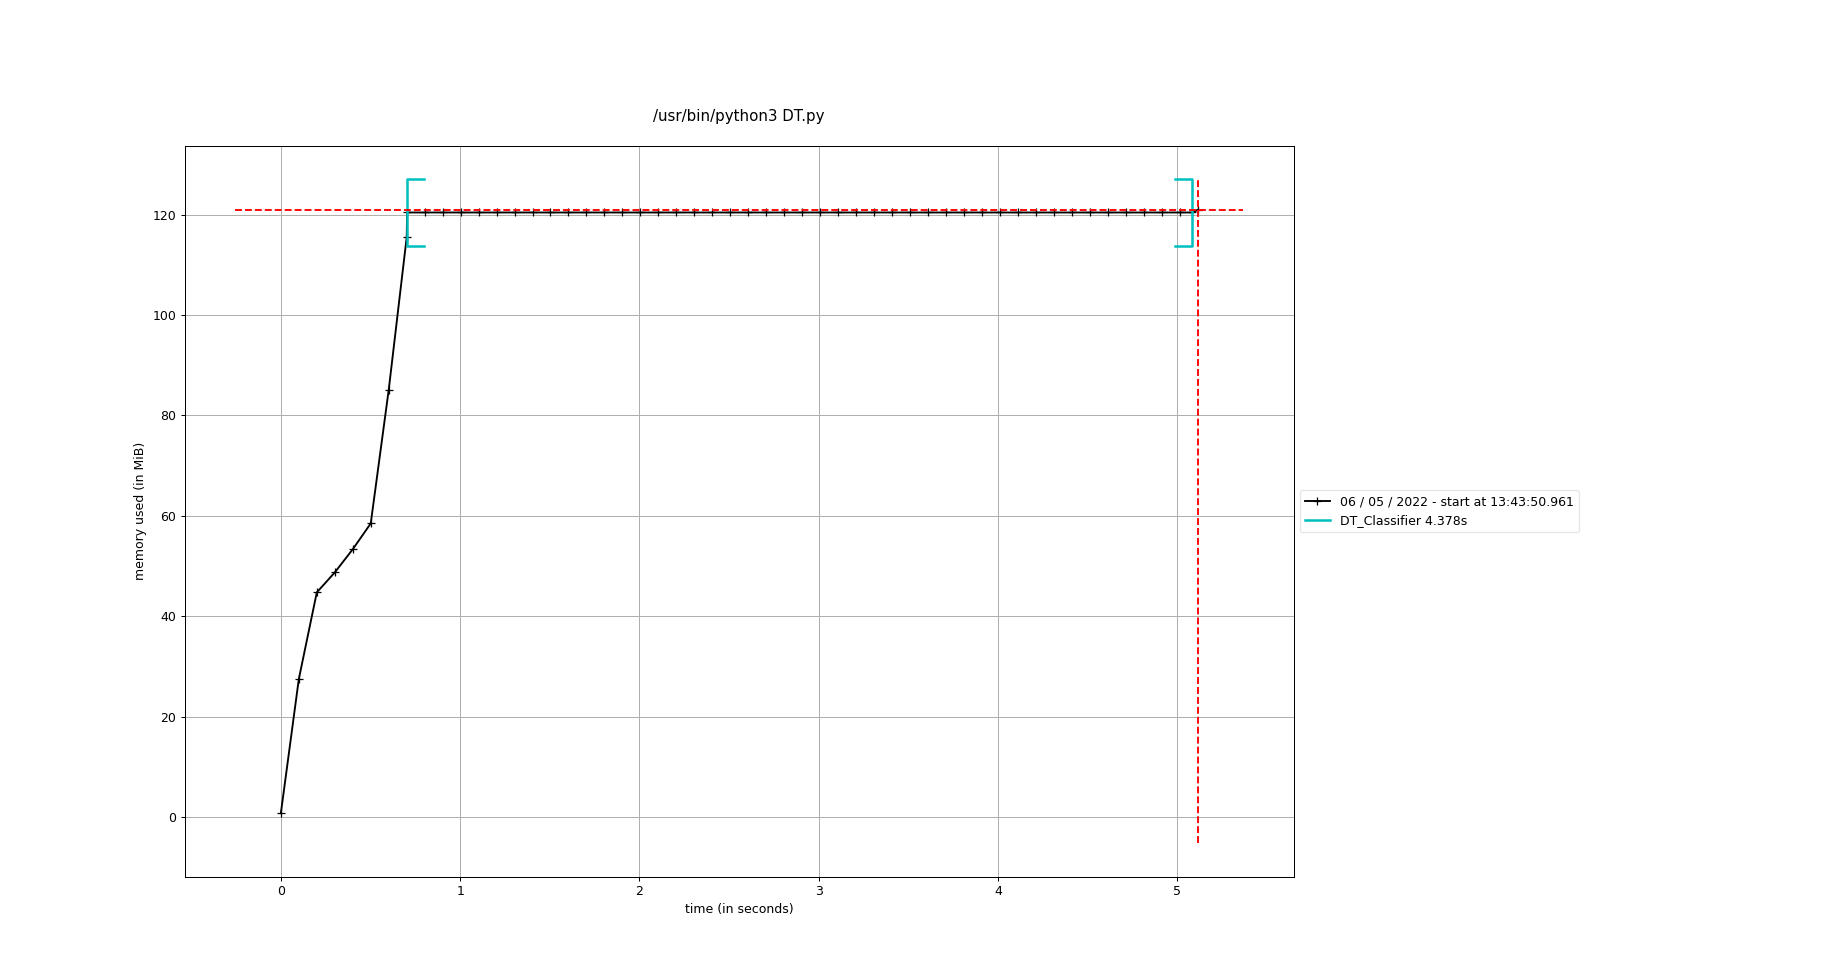 /usr/bin/python3 DT.py
120
100
80
60
40
20
0
memory used (in MiB)
0 1 2 3 4 5
time (in seconds)
06 / 05 / 2022 - start at 13:43:50.961
DT_Classifier 4.378s